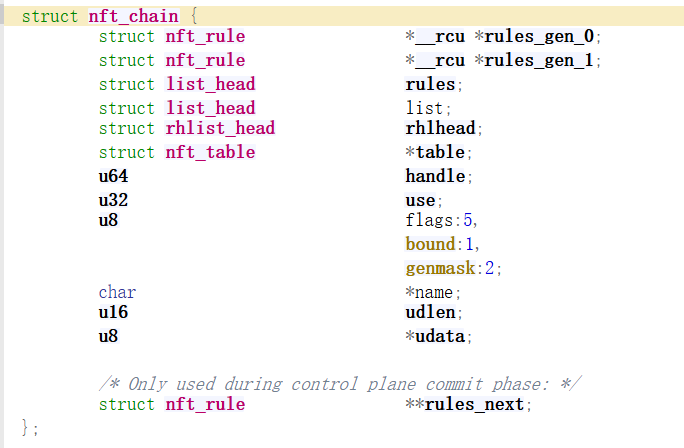 struct nft_chain {
struct nft_rule *__rcu *rules_gen_0;
struct nft_rule *__rcu *rules_gen_1;
struct list_head rules;
struct list_head list;
struct rhlist_head rhlhead;
struct nft_table *table;
u64 handle;
u32 use;
u8 flags:5,
bound:1,
genmask:2;
char *name;
u16 udlen;
u8 *udata;
/* Only used during control plane commit phase: */
struct nft_rule **rules_next;
};